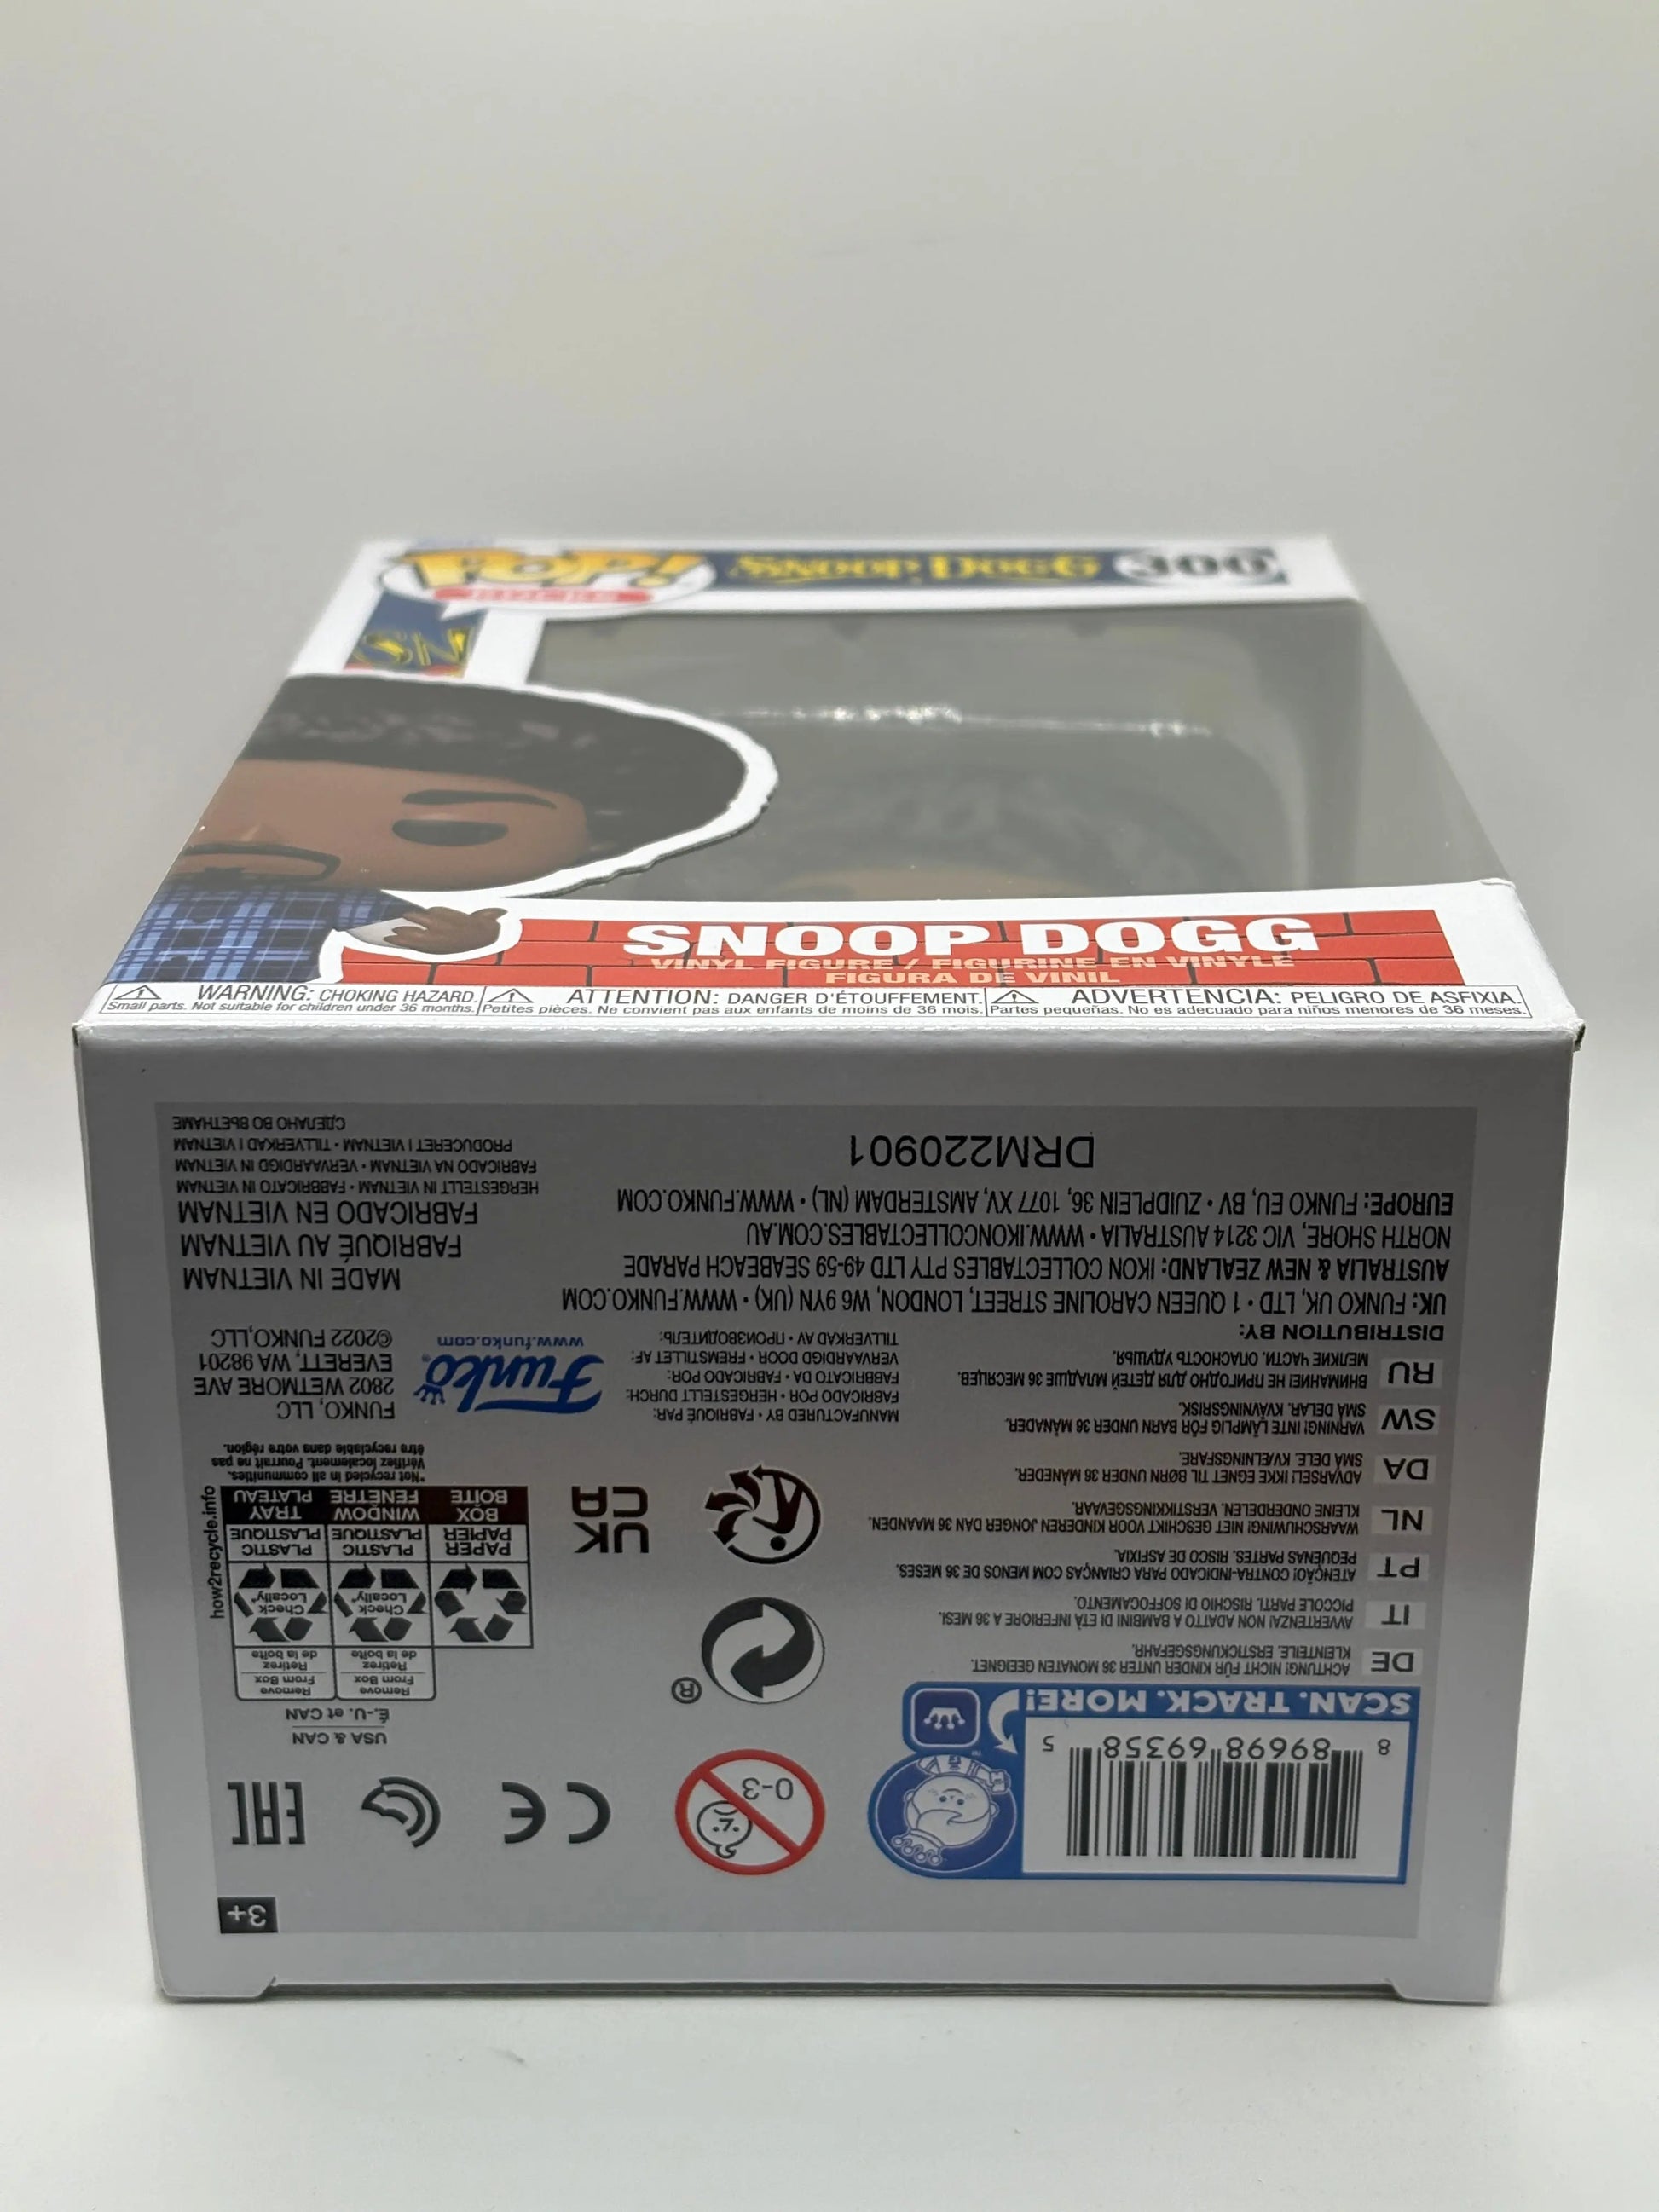 POP!
SNOOP DOGG
300
SN
SNOOP DOGG
VINYL FIGURE / FIGURINE EN VINYLE
FIGURA DE VINIL
WARNING: CHOKING HAZARD.
Small parts. Not suitable for children under 36 months.
ATTENTION: DANGER D'ÉTOUFFEMENT.
Petites pièces. Ne convient pas aux enfants de moins de 36 mois.
ADVERTENCIA: PELIGRO DE ASFIXIA.
Partes pequeñas. No es adecuado para niños menores de 36 meses.
3+
8 89698 69358 5
SCAN. TRACK. MORE!
0-3
CE
EAC
USA & CAN
É.-U. et CAN
Remove
From Box
Retirez
de la boîte
Remove
From Box
Retirez
de la boîte
Check
Locally*
Check
Locally*
PAPER
PAPIER
PLASTIC
PLASTIQUE
PLASTIC
PLASTIQUE
BOX
BOÎTE
WINDOW
FENÊTRE
TRAY
PLATEAU
how2recycle.info
*Not recycled in all communities.
Vérifiez localement. Pourrait ne pas
être recyclable dans votre région.
®
UK
CA
DE
ACHTUNG! NICHT FÜR KINDER UNTER 36 MONATEN GEEIGNET.
KLEINTEILE. ERSTICKUNGSGEFAHR.
IT
AVVERTENZA! NON ADATTO A BAMBINI DI ETÀ INFERIORE A 36 MESI.
PICCOLE PARTI. RISCHIO DI SOFFOCAMENTO.
PT
ATENÇÃO! CONTRA-INDICADO PARA CRIANÇAS COM MENOS DE 36 MESES.
PEQUENAS PARTES. RISCO DE ASFIXIA.
NL
WAARSCHUWING! NIET GESCHIKT VOOR KINDEREN JONGER DAN 36 MAANDEN.
KLEINE ONDERDELEN. VERSTIKKINGSGEVAAR.
DA
ADVARSEL! IKKE EGNET TIL BØRN UNDER 36 MÅNEDER.
SMÅ DELE. KVÆLNINGSFARE.
SW
VARNING! INTE LÄMPLIG FÖR BARN UNDER 36 MÅNADER.
SMÅ DELAR. KVÄVNINGSRISK.
RU
ВНИМАНИЕ! НЕ ПРИГОДНО ДЛЯ ДЕТЕЙ МЛАДШЕ 36 МЕСЯЦЕВ.
МЕЛКИЕ ЧАСТИ. ОПАСНОСТЬ УДУШЬЯ.
MANUFACTURED BY • FABRIQUÉ PAR:
FABRICADO POR • HERGESTELLT DURCH:
FABBRICATO DA • FABRICADO POR:
VERVAARDIGD DOOR • FREMSTILLET AF:
TILLVERKAD AV • ПРОИЗВОДИТЕЛЬ:
Funko®
www.funko.com
FUNKO, LLC
2802 WETMORE AVE
EVERETT, WA 98201
©2022 FUNKO,LLC
DISTRIBUTION BY:
UK: FUNKO UK, LTD • 1 QUEEN CAROLINE STREET, LONDON, W6 9YN (UK) • WWW.FUNKO.COM
AUSTRALIA & NEW ZEALAND: IKON COLLECTABLES PTY LTD 49-59 SEABEACH PARADE
NORTH SHORE, VIC 3214 AUSTRALIA • WWW.IKONCOLLECTABLES.COM.AU
EUROPE: FUNKO EU, BV • ZUIDPLEIN 36, 1077 XV, AMSTERDAM (NL) • WWW.FUNKO.COM
DRM220901
MADE IN VIETNAM
FABRIQUÉ AU VIETNAM
FABRICADO EN VIETNAM
HERGESTELLT IN VIETNAM • FABBRICATO IN VIETNAM
FABRICADO NA VIETNAM • VERVAARDIGD IN VIETNAM
PRODUCERET I VIETNAM • TILLVERKAD I VIETNAM
СДЕЛАНО ВО ВЬЕТНАМЕ